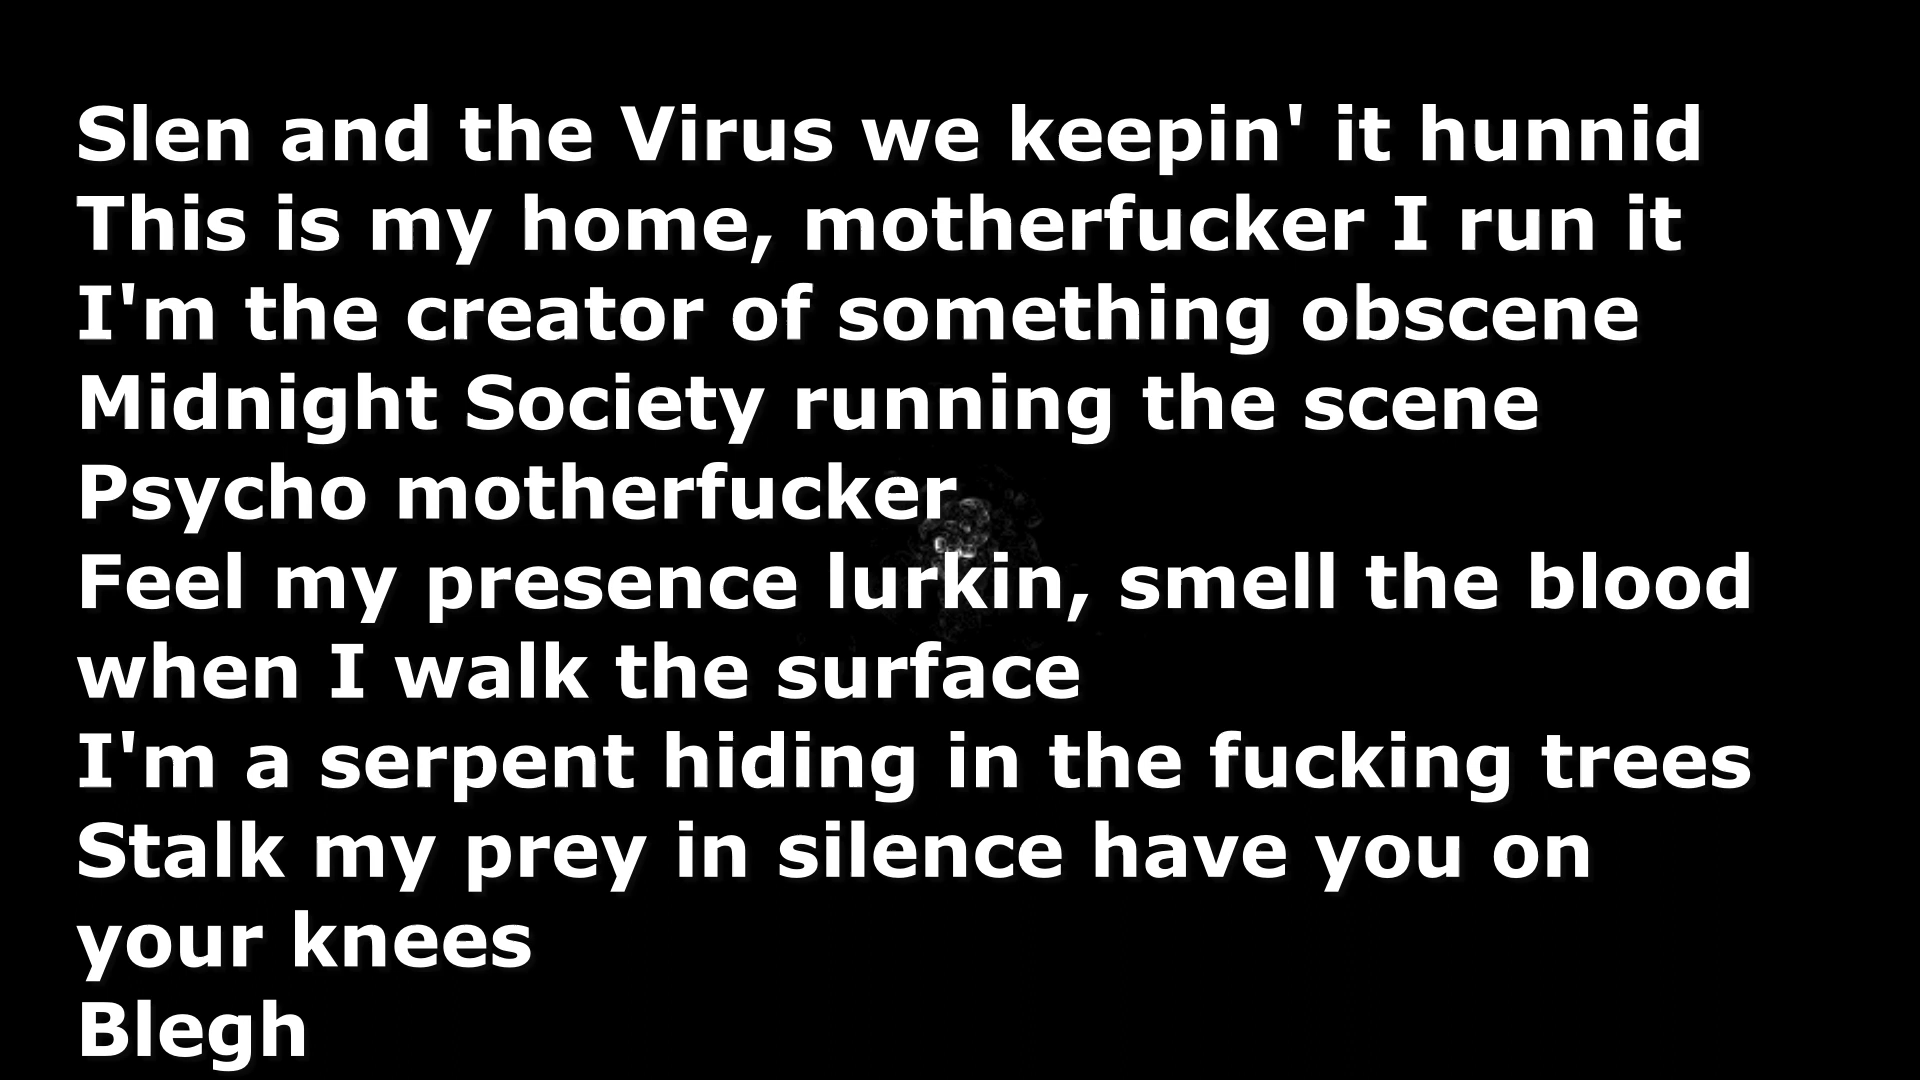 Slen and the Virus we keepin' it hunnid
This is my home, motherfucker I run it
I'm the creator of something obscene
Midnight Society running the scene
Psycho motherfucker
Feel my presence lurkin, smell the blood
when I walk the surface
I'm a serpent hiding in the fucking trees
Stalk my prey in silence have you on
your knees
Blegh